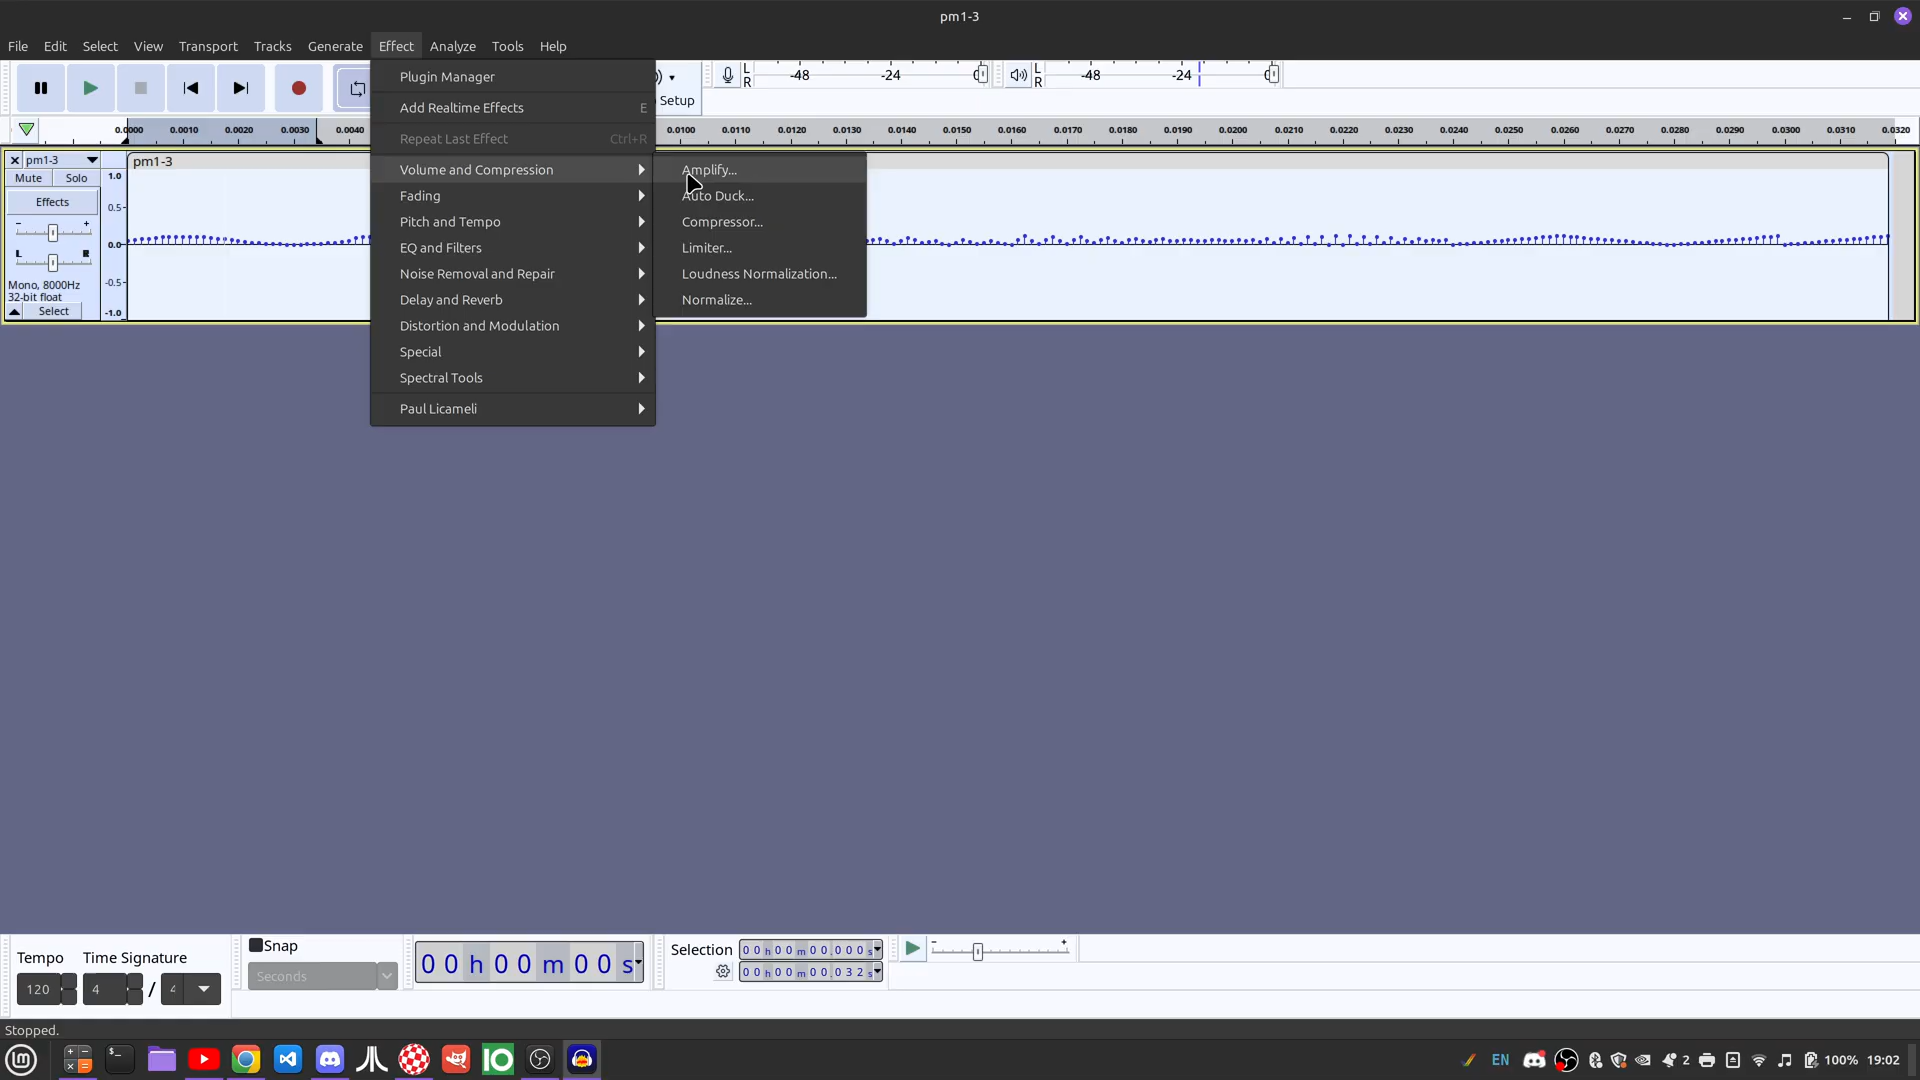 pm1-3
File Edit Select View Transport Tracks Generate Effect Analyze Tools Help
Plugin Manager
Add Realtime Effects E
Repeat Last Effect Ctrl+R
Volume and Compression
Fading
Pitch and Tempo
EQ and Filters
Noise Removal and Repair
Delay and Reverb
Distortion and Modulation
Special
Spectral Tools
Paul Licameli
Amplify...
Auto Duck...
Compressor...
Limiter...
Loudness Normalization...
Normalize...
Setup
L
R
-48 -24 0
L
R
-48 -24 0
0.0000 0.0010 0.0020 0.0030 0.0040 0.0100 0.0110 0.0120 0.0130 0.0140 0.0150 0.0160 0.0170 0.0180 0.0190 0.0200 0.0210 0.0220 0.0230 0.0240 0.0250 0.0260 0.0270 0.0280 0.0290 0.0300 0.0310 0.0320
pm1-3
Mute Solo
Effects
- +
L R
Mono, 8000Hz
32-bit float
Select
1.0
0.5
0.0
-0.5
-1.0
pm1-3
Tempo Time Signature
120 4 / 4
Snap
Seconds
00h00m00s
Selection
00h00m00.000s
00h00m00.032s
- +
Stopped.
EN 2 100% 19:02